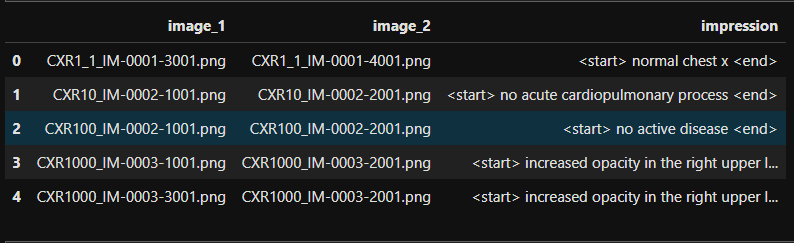 image_1 image_2 impression
0 CXR1_1_IM-0001-3001.png CXR1_1_IM-0001-4001.png <start> normal chest x <end>
1 CXR10_IM-0002-1001.png CXR10_IM-0002-2001.png <start> no acute cardiopulmonary process <end>
2 CXR100_IM-0002-1001.png CXR100_IM-0002-2001.png <start> no active disease <end>
3 CXR1000_IM-0003-1001.png CXR1000_IM-0003-2001.png <start> increased opacity in the right upper l...
4 CXR1000_IM-0003-3001.png CXR1000_IM-0003-2001.png <start> increased opacity in the right upper l...